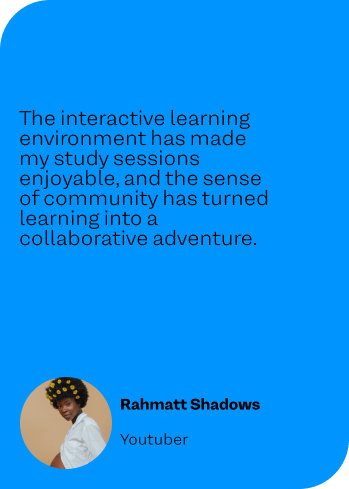 The interactive learning
environment has made
my study sessions
enjoyable, and the sense
of community has turned
learning into a
collaborative adventure.
Rahmatt Shadows
Youtuber